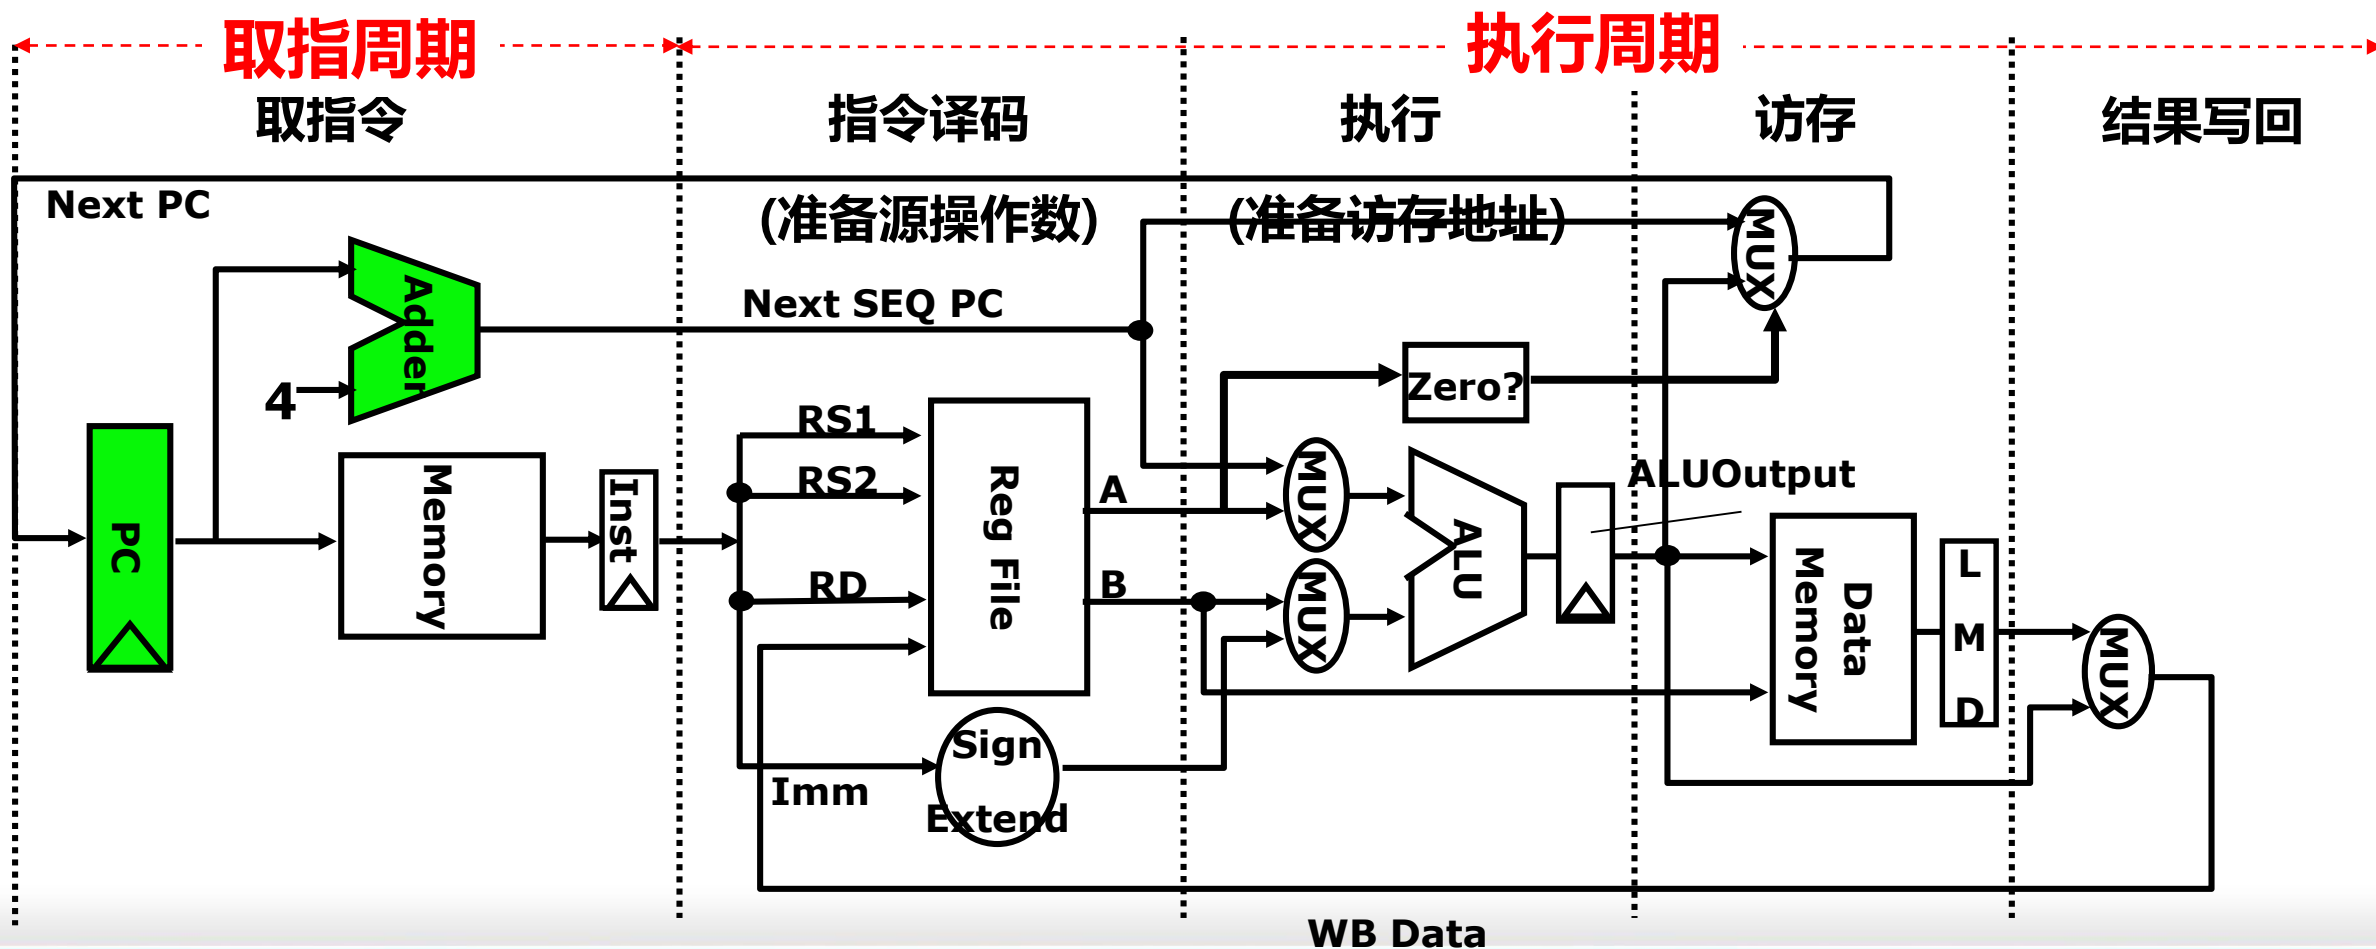 取指周期
执行周期
取指令
指令译码
执行
访存
结果写回
Next PC
(准备源操作数)
(准备访存地址)
MUX
Adder
Next SEQ PC
4
Zero?
RS1
RS2
RD
Reg File
A
B
MUX
MUX
ALU
ALUOutput
PC
Memory
Inst
Data
Memory
L
M
D
MUX
Sign
Extend
Imm
WB Data